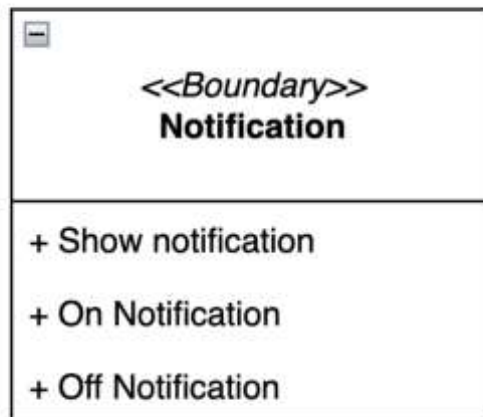 <<Boundary>>
Notification
+ Show notification
+ On Notification
+ Off Notification